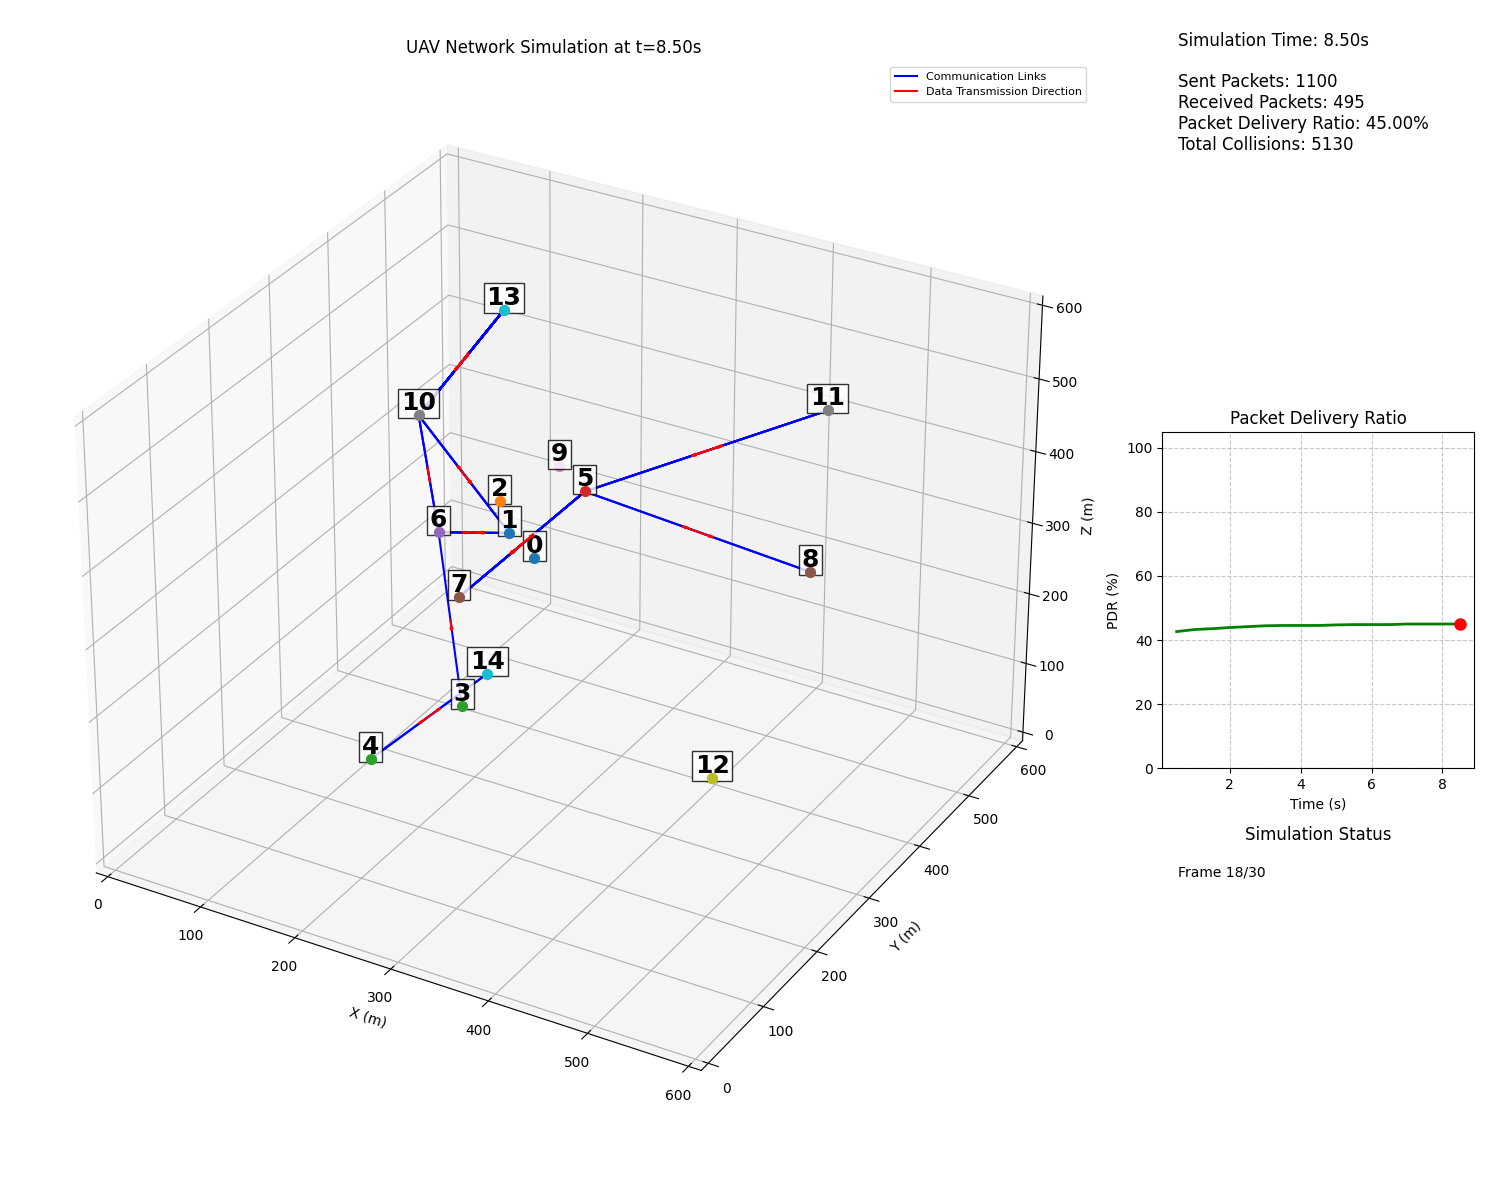 UAV Network Simulation at t=8.50s
Communication Links
Data Transmission Direction
Simulation Time: 8.50s
Sent Packets: 1100
Received Packets: 495
Packet Delivery Ratio: 45.00%
Total Collisions: 5130
13
10
11
9
5
2
6
1
0
8
7
14
3
4
12
600
500
400
300
200
100
0
Z (m)
0
100
200
300
400
500
600
X (m)
600
500
400
300
200
100
0
Y (m)
Packet Delivery Ratio
100
80
60
40
20
0
PDR (%)
2
4
6
8
Time (s)
Simulation Status
Frame 18/30